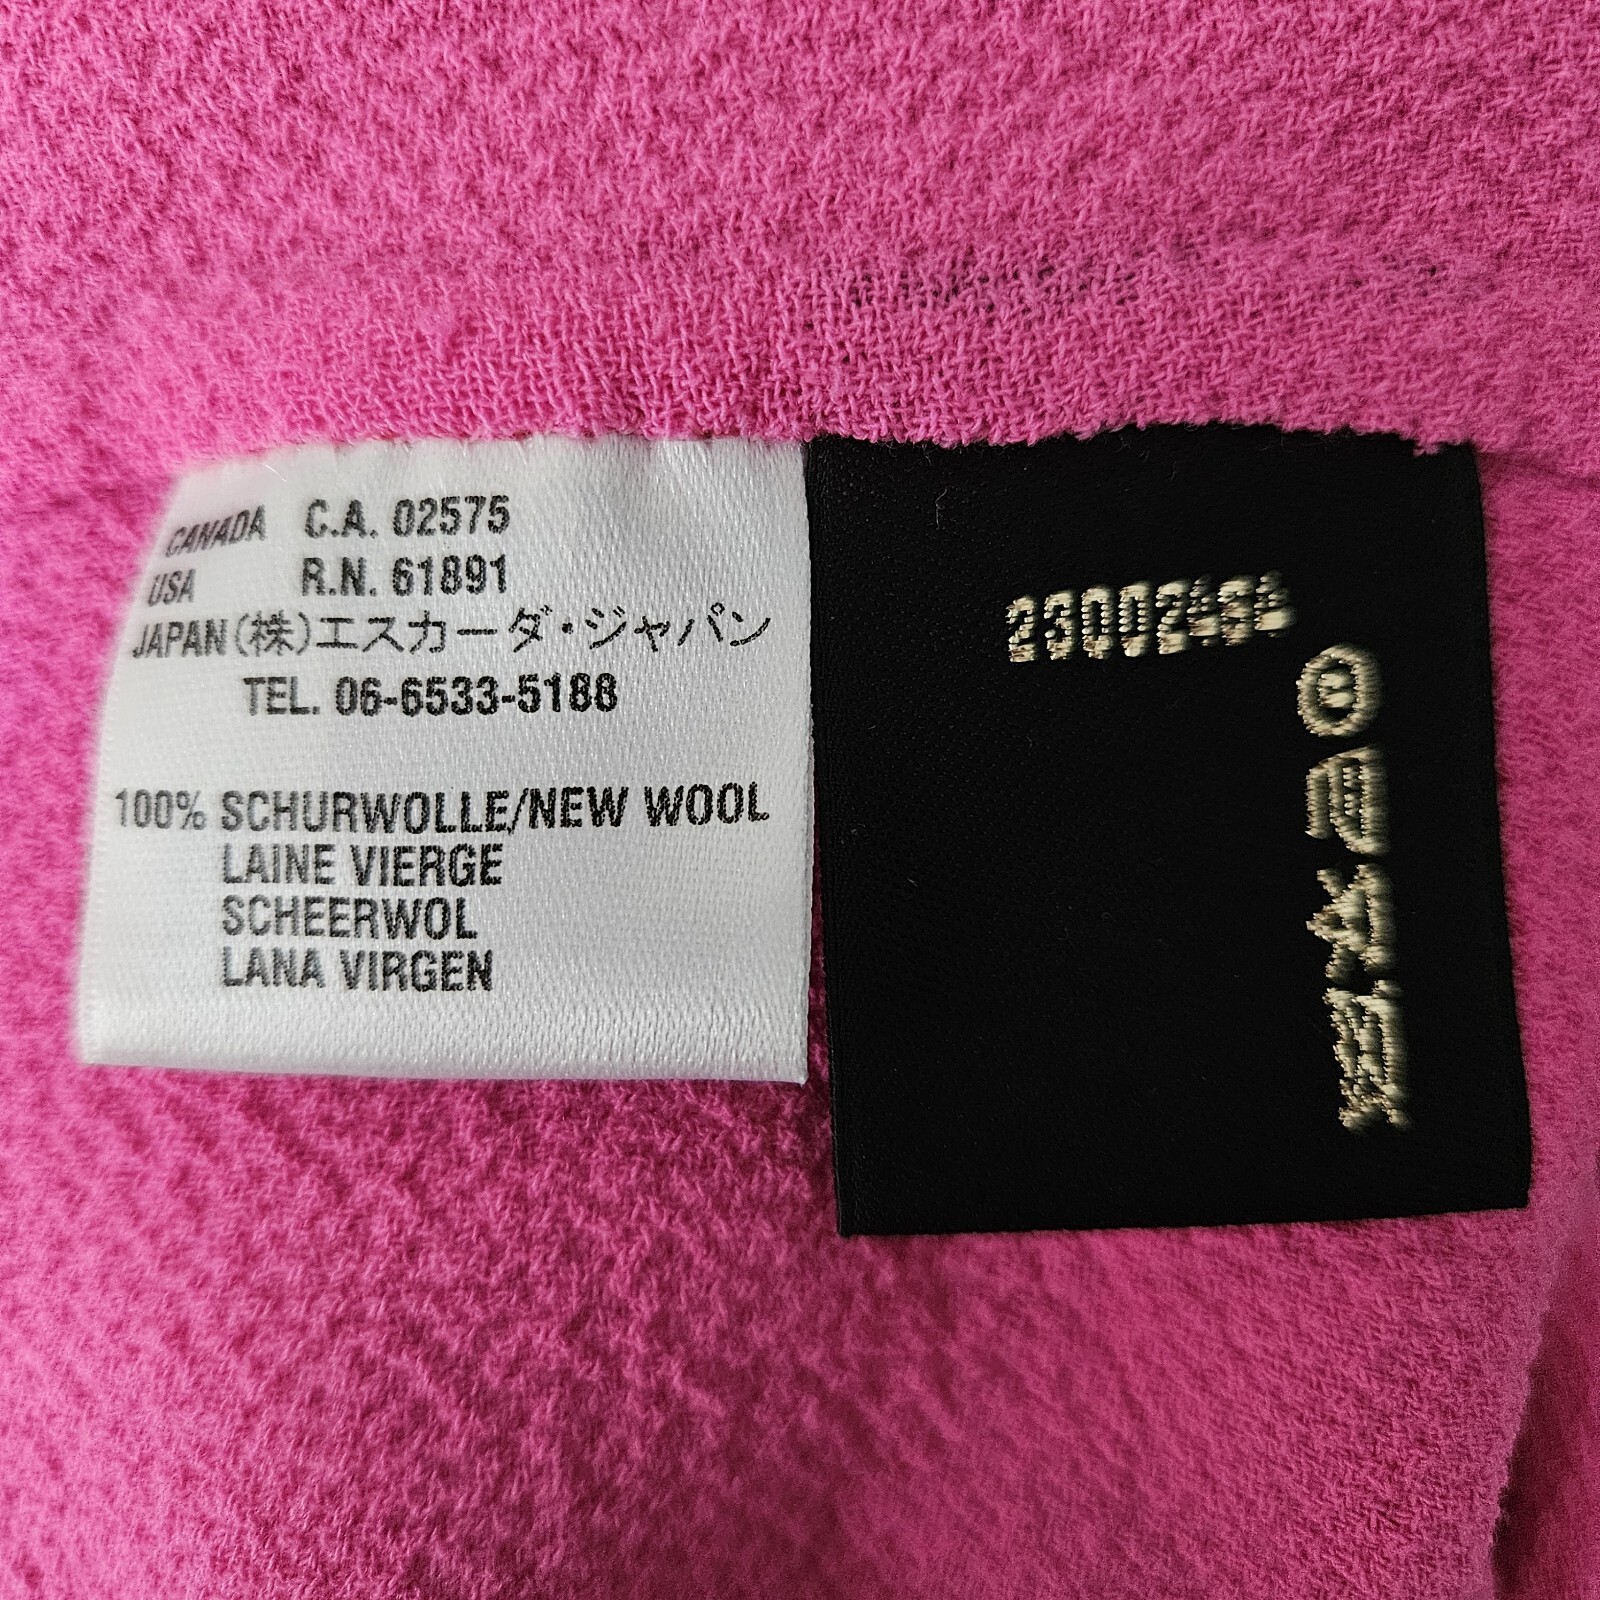 CANADA C.A. 02575
USA R.N. 61891
JAPAN(株)エスカーダ・ジャパン
TEL. 06-6533-5188
100% SCHURWOLLE/NEW WOOL
LAINE VIERGE
SCHEERWOL
LANA VIRGEN